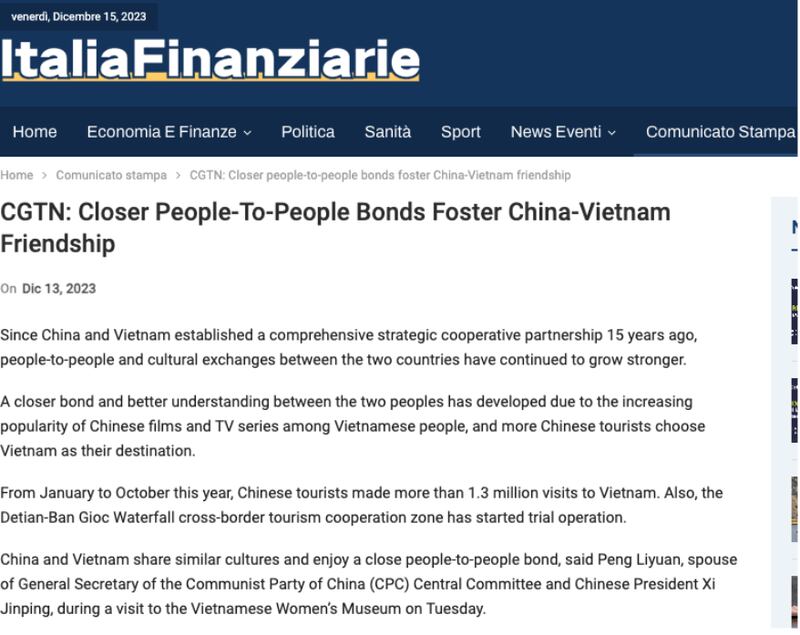 venerdì, Dicembre 15, 2023
ItaliaFinanziarie
Home Economia E Finanze Politica Sanità Sport News Eventi Comunicato Stampa
Home > Comunicato stampa > CGTN: Closer people-to-people bonds foster China-Vietnam friendship
CGTN: Closer People-To-People Bonds Foster China-Vietnam
Friendship
On Dic 13, 2023
Since China and Vietnam established a comprehensive strategic cooperative partnership 15 years ago,
people-to-people and cultural exchanges between the two countries have continued to grow stronger.
A closer bond and better understanding between the two peoples has developed due to the increasing
popularity of Chinese films and TV series among Vietnamese people, and more Chinese tourists choose
Vietnam as their destination.
From January to October this year, Chinese tourists made more than 1.3 million visits to Vietnam. Also, the
Detian-Ban Gioc Waterfall cross-border tourism cooperation zone has started trial operation.
China and Vietnam share similar cultures and enjoy a close people-to-people bond, said Peng Liyuan, spouse
of General Secretary of the Communist Party of China (CPC) Central Committee and Chinese President Xi
Jinping, during a visit to the Vietnamese Women's Museum on Tuesday.